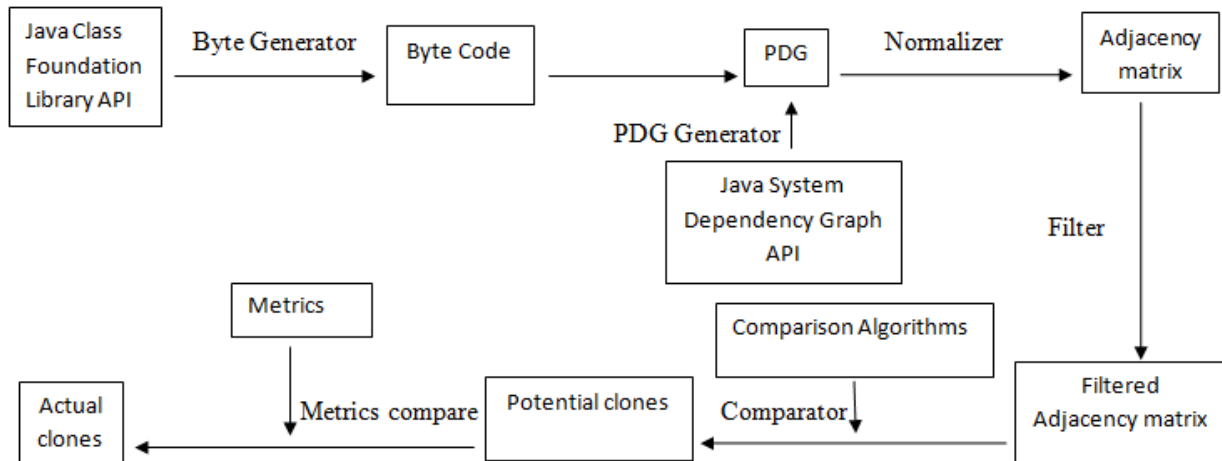 Java Class
Foundation
Library API
Byte Generator
Byte Code
PDG
Normalizer
Adjacency
matrix
PDG Generator
Java System
Dependency Graph
API
Filter
Metrics
Comparison Algorithms
Actual
clones
Metrics compare
Potential clones
Comparator
Filtered
Adjacency matrix